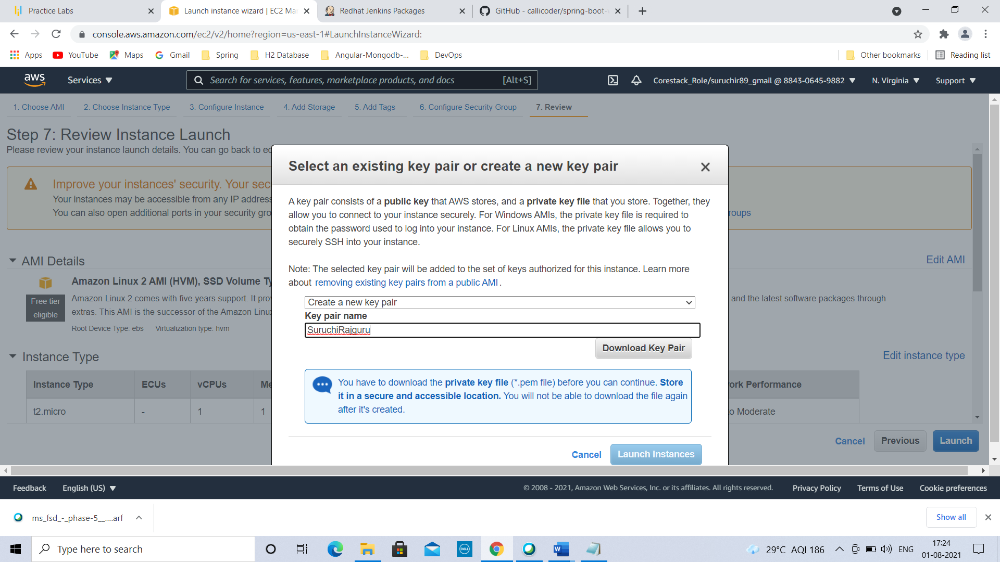 Practice Labs
Launch instance wizard | EC2 Ma
Redhat Jenkins Packages
GitHub - callicoder/spring-boot-
console.aws.amazon.com/ec2/v2/home?region=us-east-1#LaunchInstanceWizard:
Apps YouTube Maps Gmail Spring H2 Database Angular-Mongodb-... DevOps Other bookmarks Reading list
aws Services Search for services, features, marketplace products, and docs [Alt+S] Corestack_Role/suruchir89_gmail @ 8843-0645-9882 N. Virginia Support
1. Choose AMI 2. Choose Instance Type 3. Configure Instance 4. Add Storage 5. Add Tags 6. Configure Security Group 7. Review
Step 7: Review Instance Launch
Please review your instance launch details. You can go back to ed
Improve your instances' security. Your sec
Your instances may be accessible from any IP address
You can also open additional ports in your security gro
roups
AMI Details
Edit AMI
Amazon Linux 2 AMI (HVM), SSD Volume Ty
Free tier eligible
Amazon Linux 2 comes with five years support. It prov
and the latest software packages through
extras. This AMI is the successor of the Amazon Linux
Root Device Type: ebs Virtualization type: hvm
Instance Type
Edit instance type
Instance Type ECUs vCPUs Me
ork Performance
t2.micro - 1 1
o Moderate
Select an existing key pair or create a new key pair
A key pair consists of a public key that AWS stores, and a private key file that you store. Together, they
allow you to connect to your instance securely. For Windows AMIs, the private key file is required to
obtain the password used to log into your instance. For Linux AMIs, the private key file allows you to
securely SSH into your instance.
Note: The selected key pair will be added to the set of keys authorized for this instance. Learn more
about removing existing key pairs from a public AMI.
Create a new key pair
Key pair name
SuruchiRajguru
Download Key Pair
You have to download the private key file (*.pem file) before you can continue. Store
it in a secure and accessible location. You will not be able to download the file again
after it's created.
Cancel Launch Instances
Cancel Previous Launch
Feedback English (US) © 2008 - 2021, Amazon Web Services, Inc. or its affiliates. All rights reserved. Privacy Policy Terms of Use Cookie preferences
ms_fsd_-_phase-5__....arf
Show all
Type here to search
DELL
W
29°C AQI 186 ENG
17:24
01-08-2021